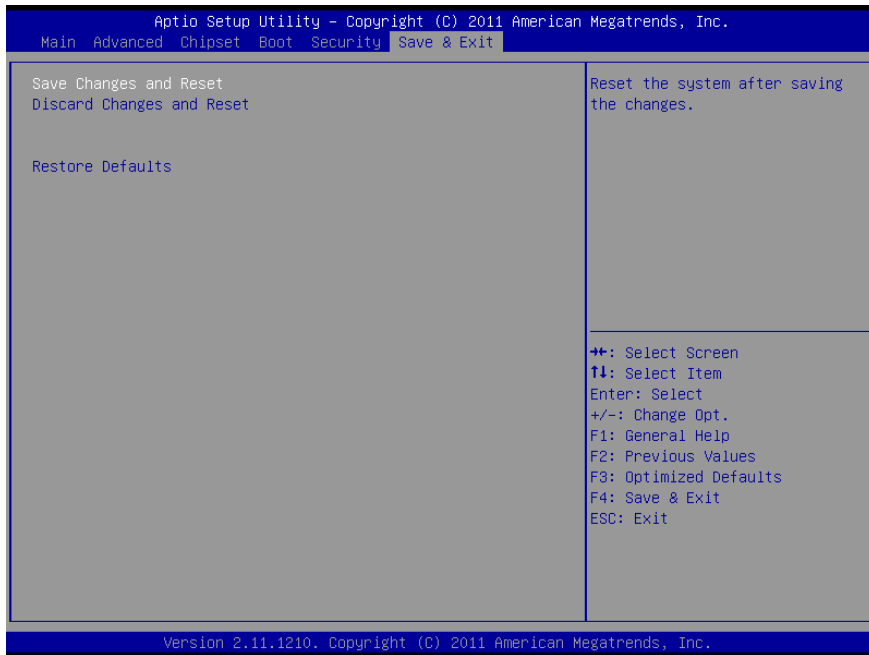 Aptio Setup Utility – Copyright (C) 2011 American Megatrends, Inc.
Main Advanced Chipset Boot Security Save & Exit
Save Changes and Reset
Discard Changes and Reset
Restore Defaults
Reset the system after saving
the changes.
→←: Select Screen
↑↓: Select Item
Enter: Select
+/-: Change Opt.
F1: General Help
F2: Previous Values
F3: Optimized Defaults
F4: Save & Exit
ESC: Exit
Version 2.11.1210. Copyright (C) 2011 American Megatrends, Inc.